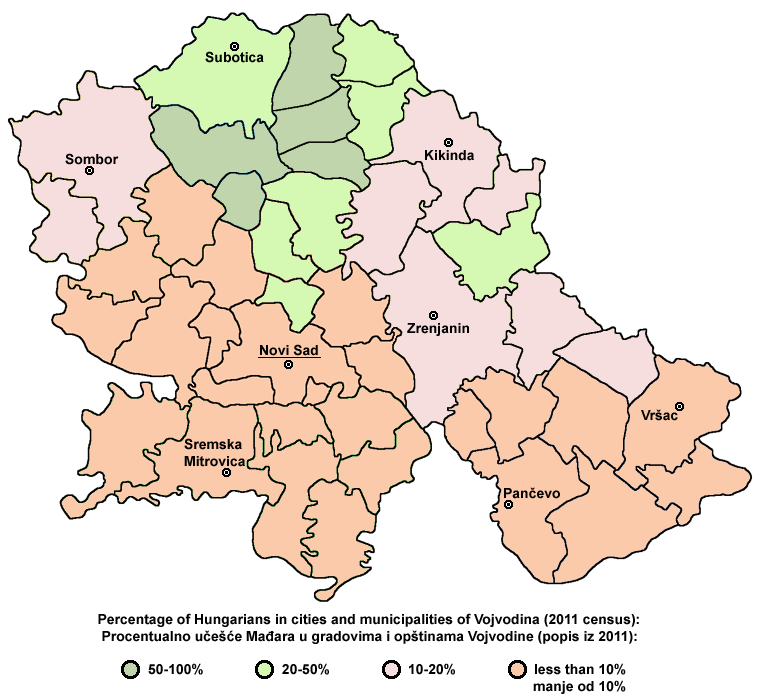 Subotica
Sombor
Kikinda
Zrenjanin
Novi Sad
Vršac
Sremska
Mitrovica
Pančevo
Percentage of Hungarians in cities and municipalities of Vojvodina (2011 census):
Procentualno učešće Mađara u gradovima i opštinama Vojvodine (popis iz 2011):
50-100% 20-50% 10-20% less than 10%
manje od 10%